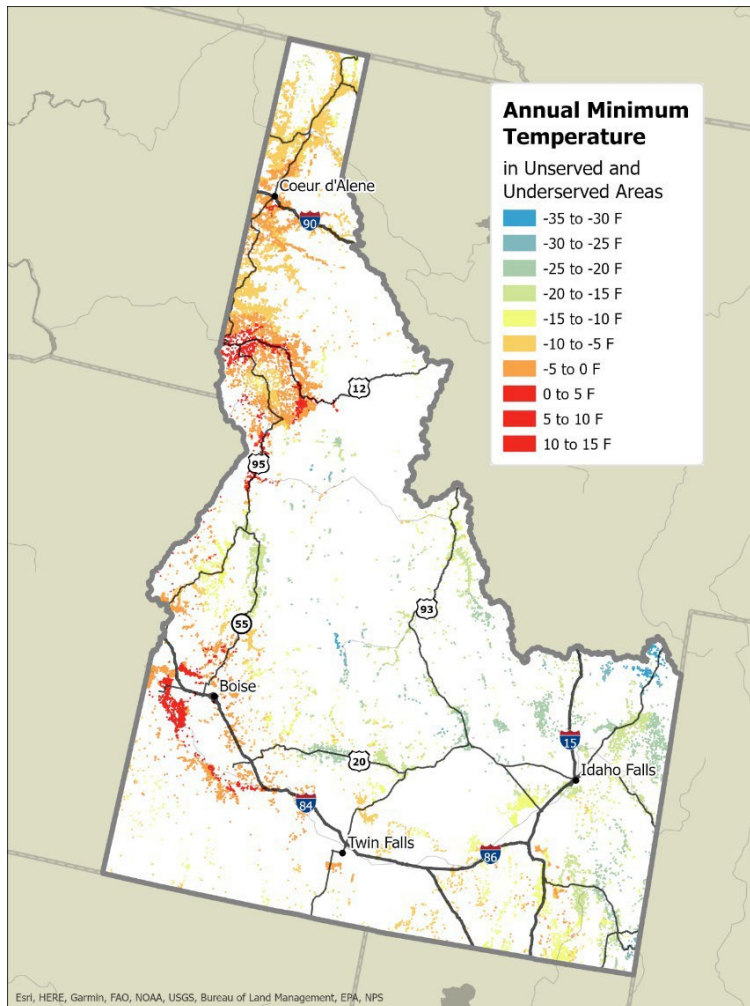 Annual Minimum
Temperature
in Unserved and
Underserved Areas
-35 to -30 F
-30 to -25 F
-25 to -20 F
-20 to -15 F
-15 to -10 F
-10 to -5 F
-5 to 0 F
0 to 5 F
5 to 10 F
10 to 15 F
Coeur d'Alene
90
12
95
93
55
Boise
15
20
Idaho Falls
84
Twin Falls
86
Esri, HERE, Garmin, FAO, NOAA, USGS, Bureau of Land Management, EPA, NPS